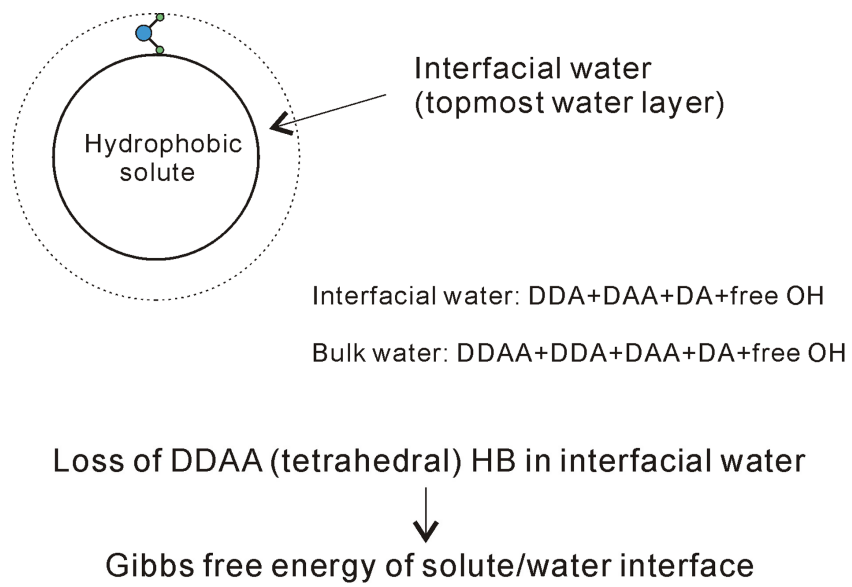 Interfacial water
(topmost water layer)
Hydrophobic
solute
Interfacial water: DDA+DAA+DA+free OH
Bulk water: DDAA+DDA+DAA+DA+free OH
Loss of DDAA (tetrahedral) HB in interfacial water
Gibbs free energy of solute/water interface